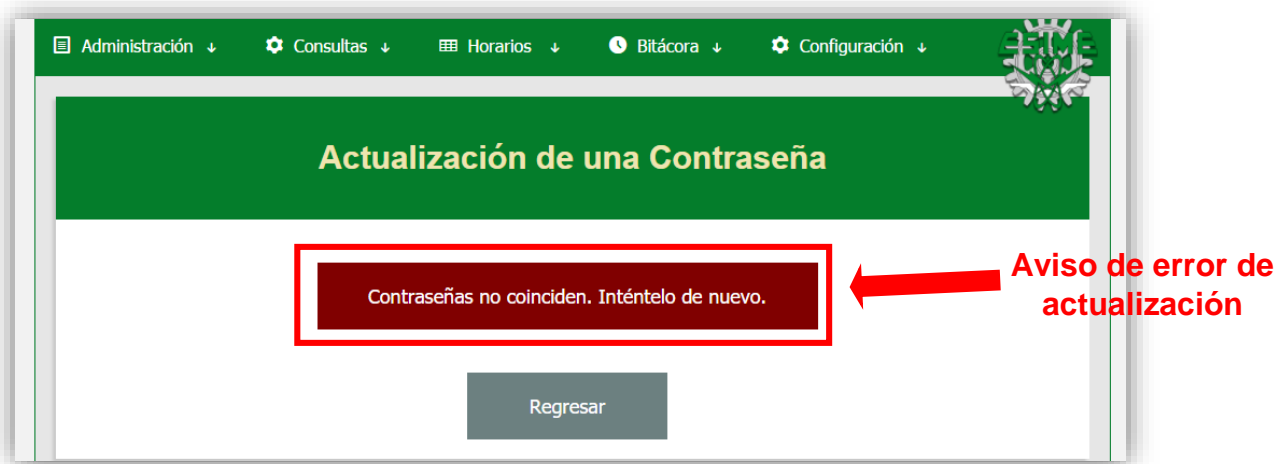 Administración ↓ Consultas ↓ Horarios ↓ Bitácora ↓ Configuración ↓
Actualización de una Contraseña
Contraseñas no coinciden. Inténtelo de nuevo.
Aviso de error de
actualización
Regresar